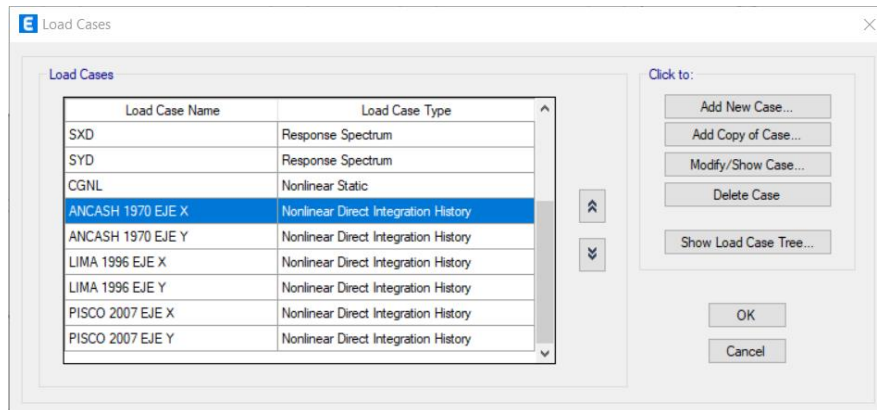 E Load Cases
Load Cases
Load Case Name Load Case Type
SXD Response Spectrum
SYD Response Spectrum
CGNL Nonlinear Static
ANCASH 1970 EJE X Nonlinear Direct Integration History
ANCASH 1970 EJE Y Nonlinear Direct Integration History
LIMA 1996 EJE X Nonlinear Direct Integration History
LIMA 1996 EJE Y Nonlinear Direct Integration History
PISCO 2007 EJE X Nonlinear Direct Integration History
PISCO 2007 EJE Y Nonlinear Direct Integration History
Click to:
Add New Case...
Add Copy of Case...
Modify/Show Case...
Delete Case
Show Load Case Tree...
OK
Cancel